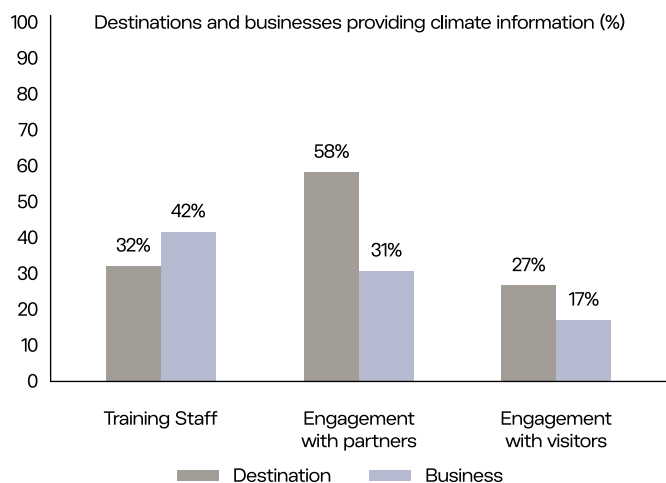 Destinations and businesses providing climate information (%)
100
90
80
70
60
50
40
30
20
10
0
32%
42%
58%
31%
27%
17%
Training Staff
Engagement
with partners
Engagement
with visitors
Destination
Business